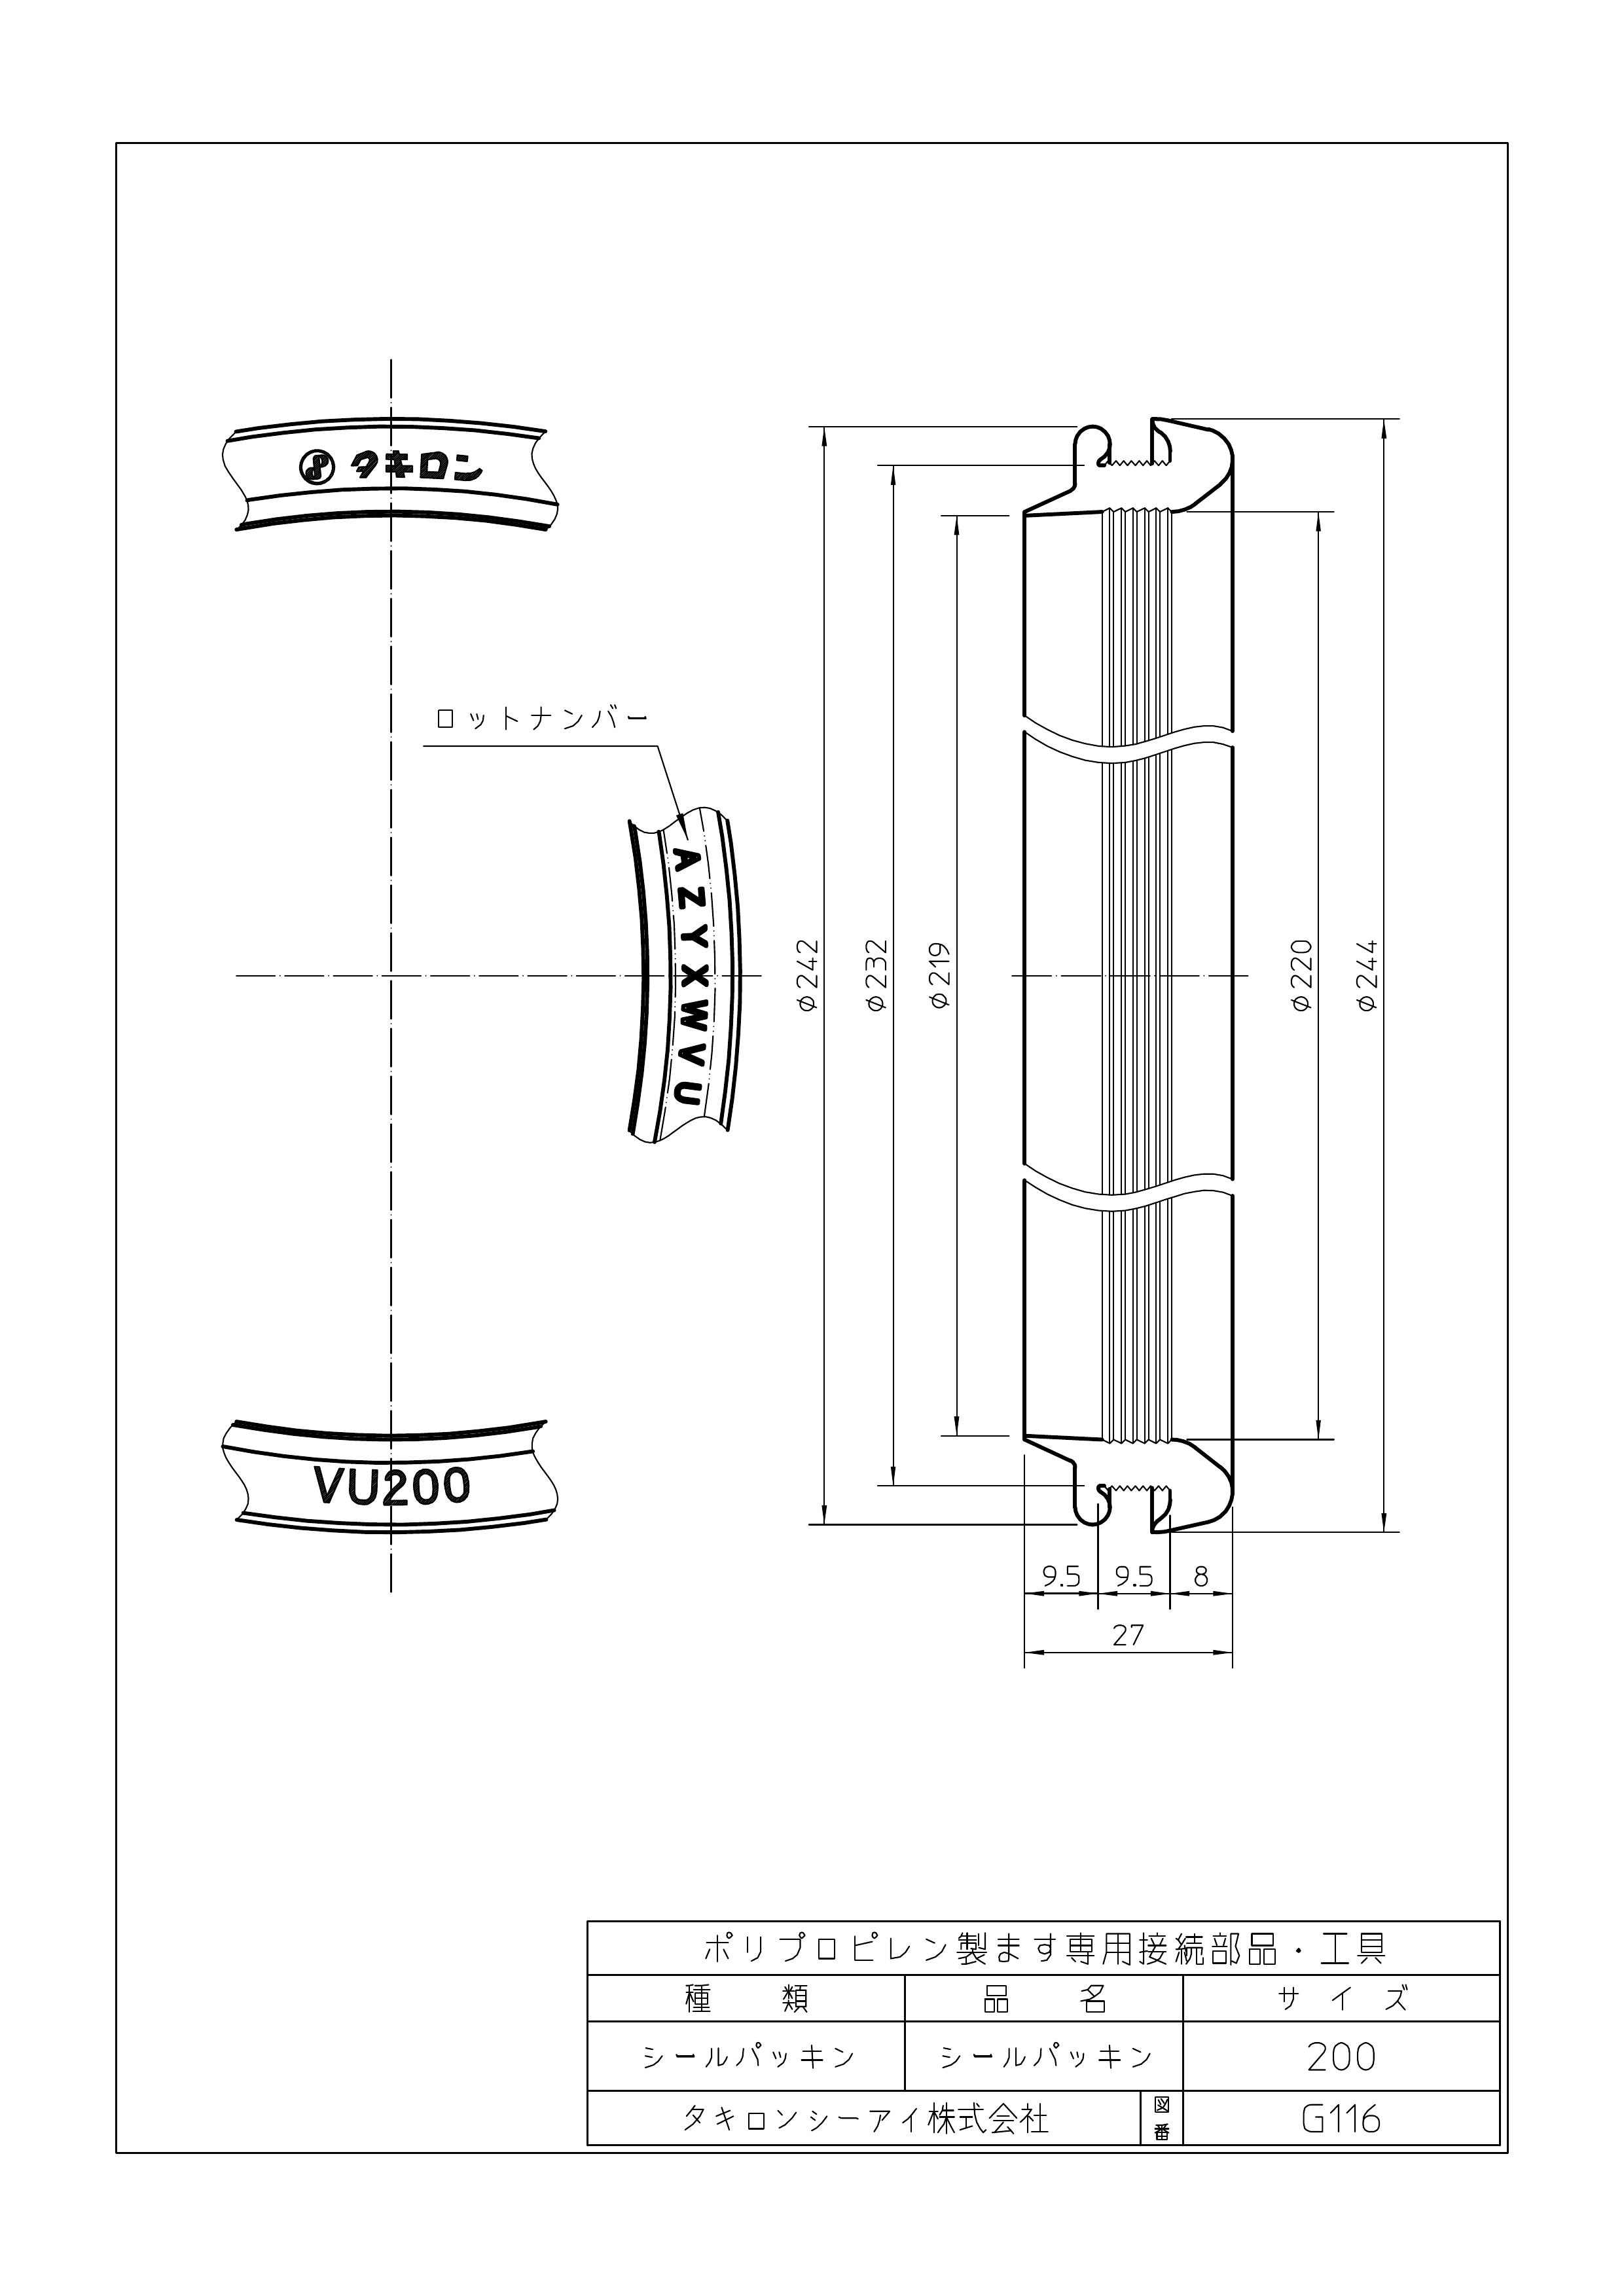 タキロン
ロットナンバー
AZYXWVU
VU200
φ242
φ232
φ219
φ220
φ244
9.5 9.5 8
27
ポリプロピレン製ます専用接続部品・工具
種 類 品 名 サ イ ズ
シールパッキン シールパッキン 200
タキロンシーアイ株式会社 図番 G116